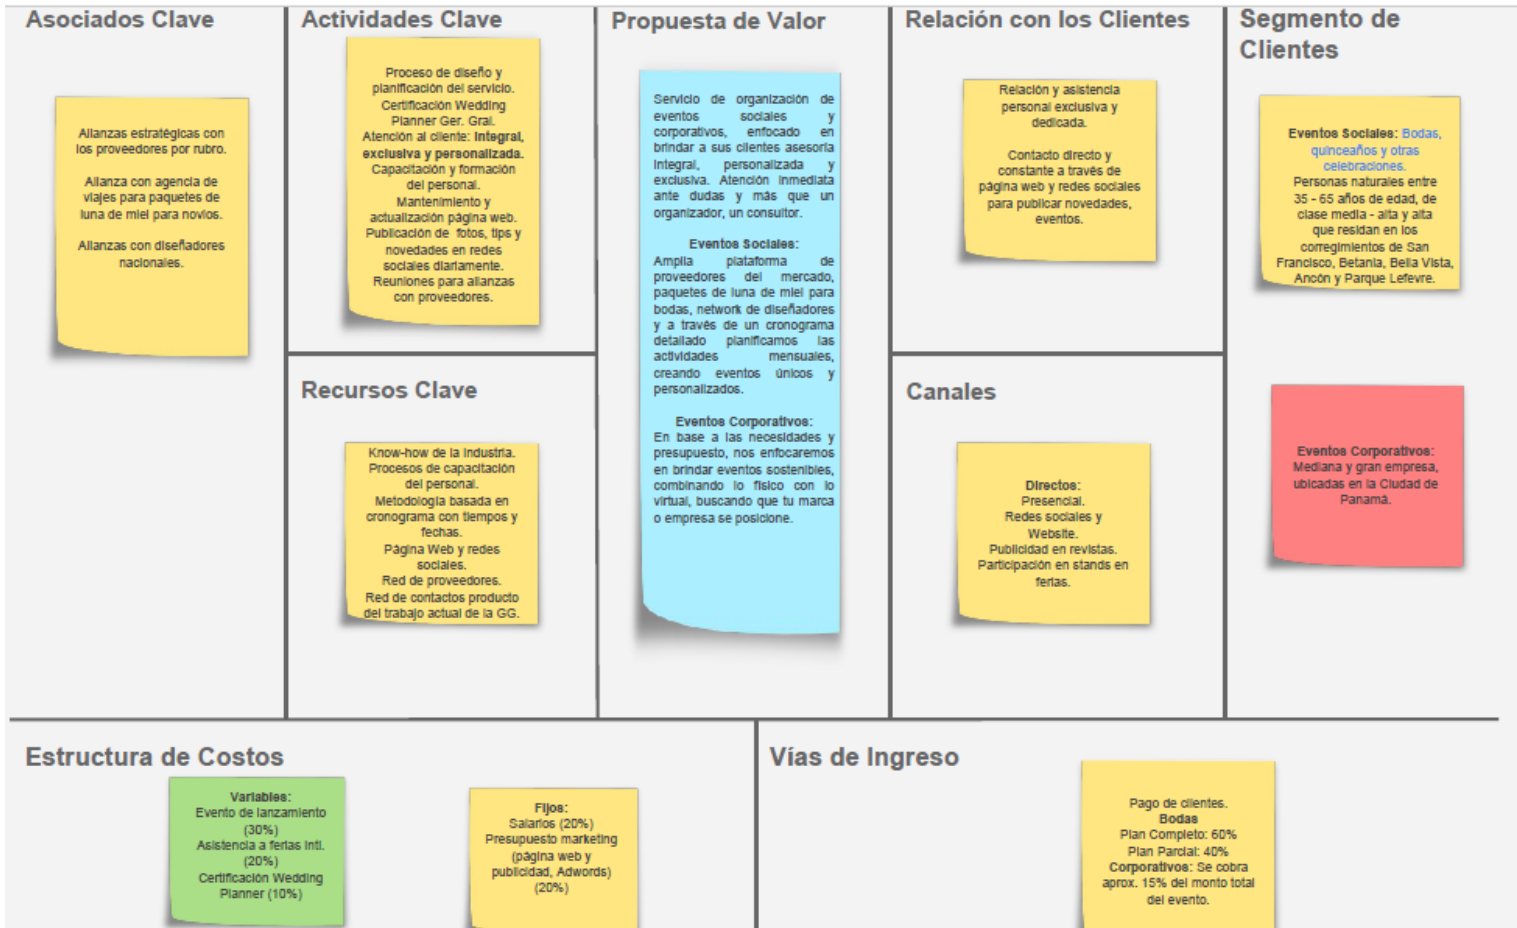 Asociados Clave
Alianzas estratégicas con
los proveedores por rubro.
Alianza con agencia de
viajes para paquetes de
luna de miel para novios.
Alianzas con diseñadores
nacionales.
Actividades Clave
Proceso de diseño y
planificación del servicio.
Certificación Wedding
Planner Ger. Gral.
Atención al cliente: Integral,
exclusiva y personalizada.
Capacitación y formación
del personal.
Mantenimiento y
actualización página web.
Publicación de fotos, tips y
novedades en redes
sociales diariamente.
Reuniones para alianzas
con proveedores.
Recursos Clave
Know-how de la industria.
Procesos de capacitación
del personal.
Metodología basada en
cronograma con tiempos y
fechas.
Página Web y redes
sociales.
Red de proveedores.
Red de contactos producto
del trabajo actual de la GG.
Propuesta de Valor
Servicio de organización de
eventos sociales y
corporativos, enfocado en
brindar a sus clientes asesoría
integral, personalizada y
exclusiva. Atención inmediata
ante dudas y más que un
organizador, un consultor.
Eventos Sociales:
Amplia plataforma de
proveedores del mercado,
paquetes de luna de miel para
bodas, network de diseñadores
y a través de un cronograma
detallado planificamos las
actividades mensuales,
creando eventos únicos y
personalizados.
Eventos Corporativos:
En base a las necesidades y
presupuesto, nos enfocaremos
en brindar eventos sostenibles,
combinando lo físico con lo
virtual, buscando que tu marca
o empresa se posicione.
Relación con los Clientes
Relación y asistencia
personal exclusiva y
dedicada.
Contacto directo y
constante a través de
página web y redes sociales
para publicar novedades,
eventos.
Canales
Directos:
Presencial.
Redes sociales y
Website.
Publicidad en revistas.
Participación en stands en
ferias.
Segmento de
Clientes
Eventos Sociales: Bodas,
quinceaños y otras
celebraciones.
Personas naturales entre
35 - 65 años de edad, de
clase media - alta y alta
que residan en los
corregimientos de San
Francisco, Betania, Bella Vista,
Ancón y Parque Lefevre.
Eventos Corporativos:
Mediana y gran empresa,
ubicadas en la Ciudad de
Panamá.
Estructura de Costos
Variables:
Evento de lanzamiento
(30%)
Asistencia a ferias Intl.
(20%)
Certificación Wedding
Planner (10%)
Fijos:
Salarios (20%)
Presupuesto marketing
(página web y
publicidad, Adwords)
(20%)
Vías de Ingreso
Pago de clientes.
Bodas
Plan Completo: 60%
Plan Parcial: 40%
Corporativos: Se cobra
aprox. 15% del monto total
del evento.